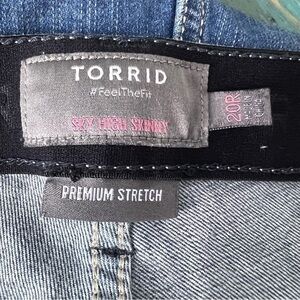 TORRID
#FeelTheFit
SKY HIGH SKINNY
20R
PREMIUM STRETCH